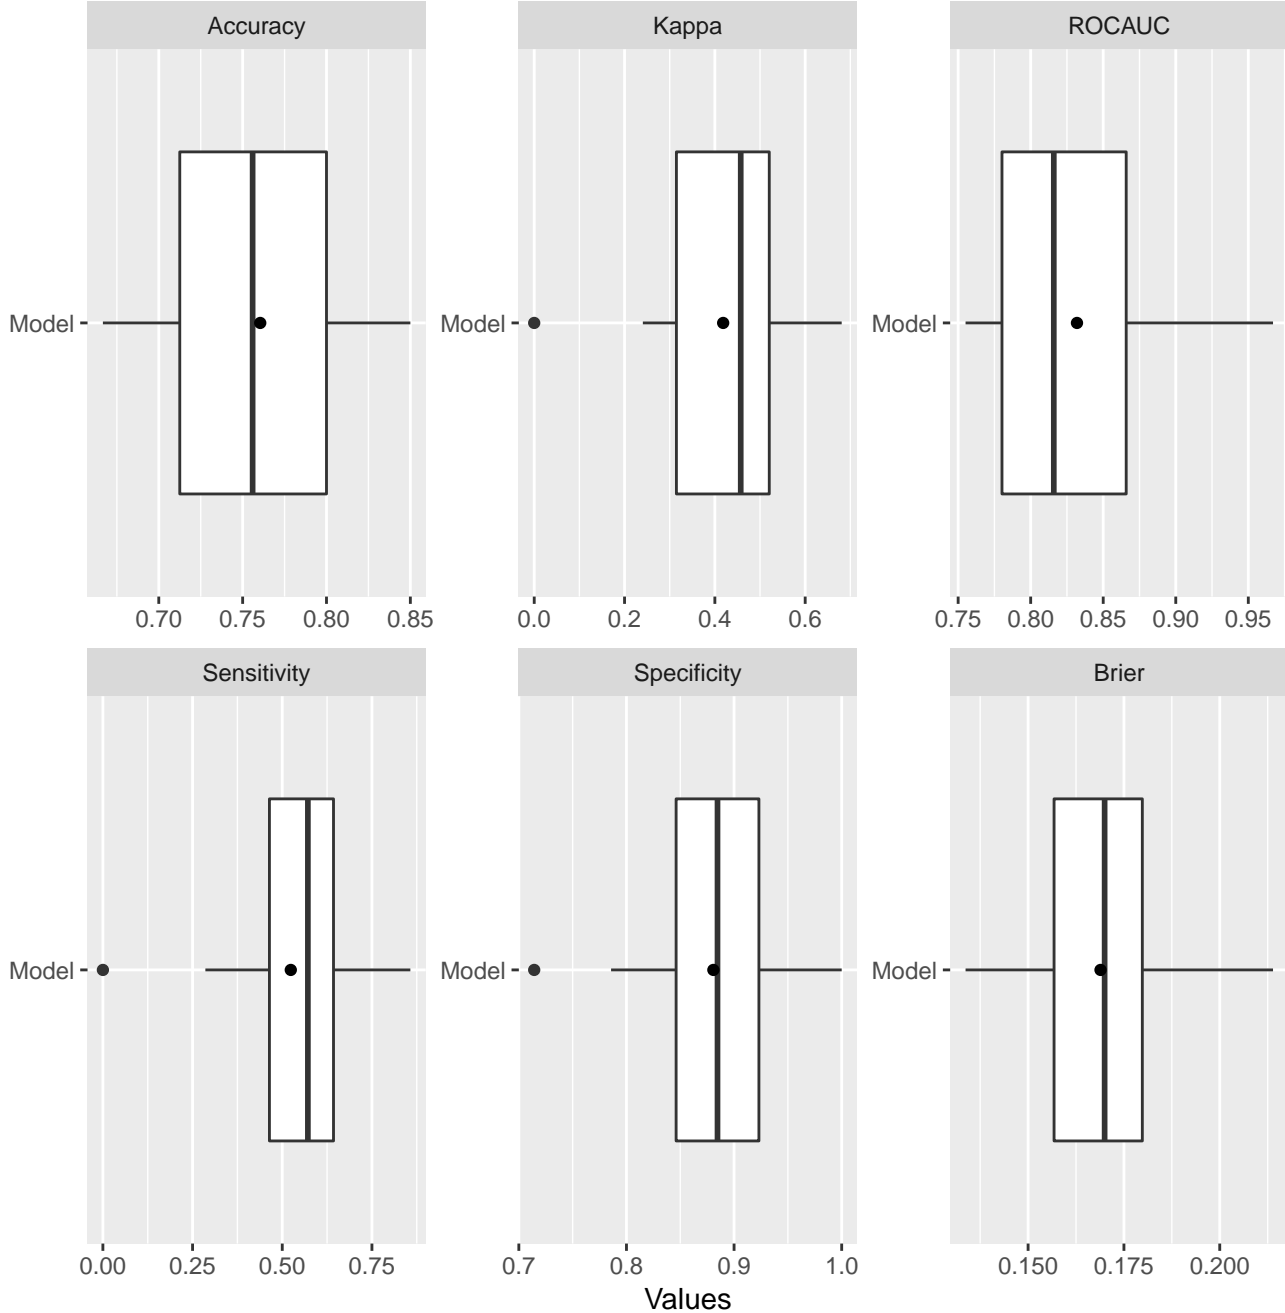 Accuracy Kappa ROCAUC
Model Model Model
0.70 0.75 0.80 0.85 0.0 0.2 0.4 0.6 0.75 0.80 0.85 0.90 0.95
Sensitivity Specificity Brier
Model Model Model
0.00 0.25 0.50 0.75 0.7 0.8 0.9 1.0 0.150 0.175 0.200
Values